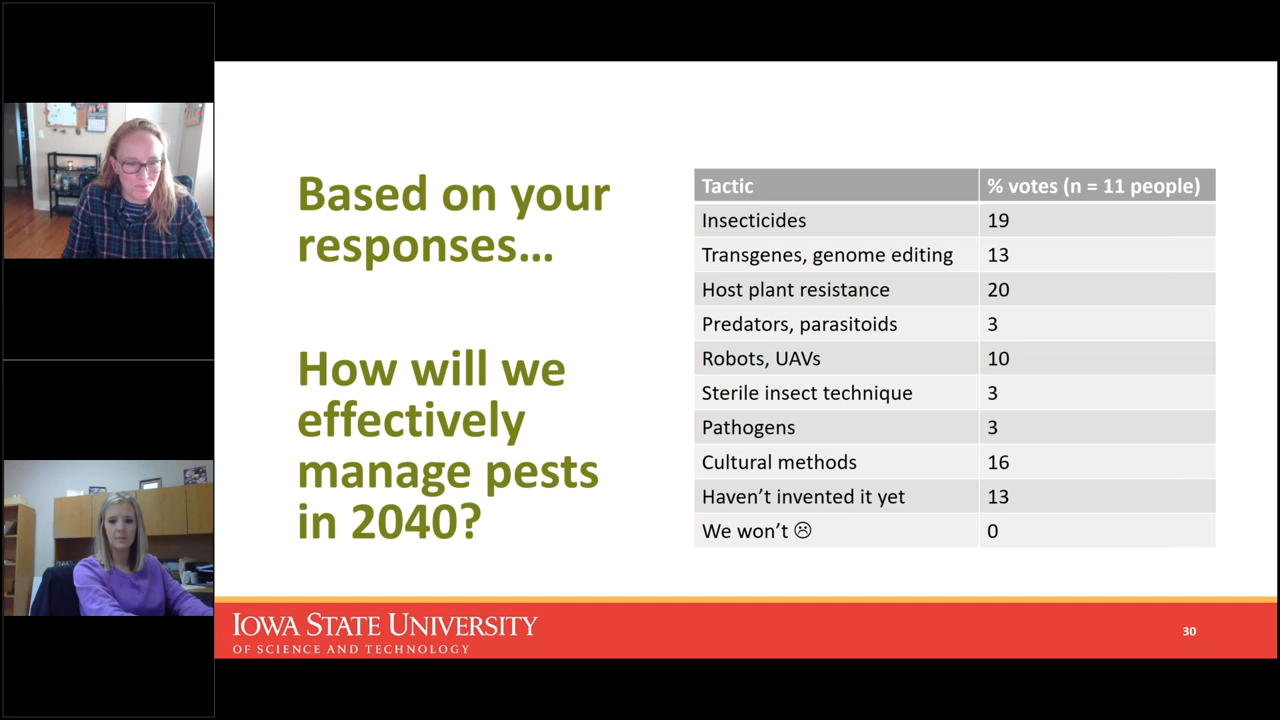 Based on your
responses…
How will we
effectively
manage pests
in 2040?
Tactic % votes (n = 11 people)
Insecticides 19
Transgenes, genome editing 13
Host plant resistance 20
Predators, parasitoids 3
Robots, UAVs 10
Sterile insect technique 3
Pathogens 3
Cultural methods 16
Haven’t invented it yet 13
We won’t ☹ 0
IOWA STATE UNIVERSITY
OF SCIENCE AND TECHNOLOGY
30